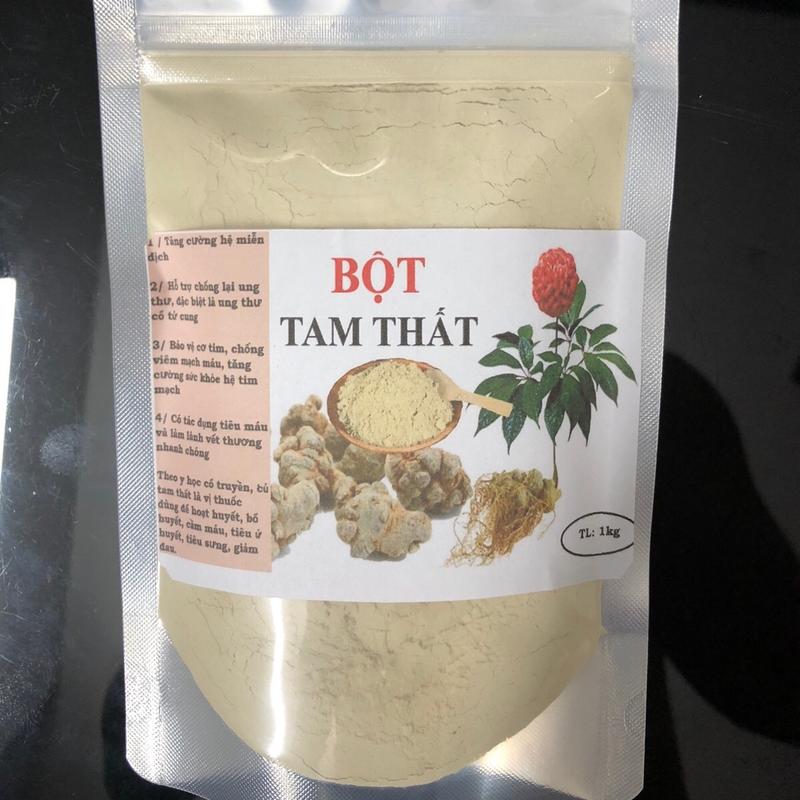 1 / Tăng cường hệ miễn
dịch
2/ Hỗ trợ chống lại ung
thư, đặc biệt là ung thư
cổ tử cung
3/ Bảo vệ cơ tim, chống
viêm mạch máu, tăng
cường sức khỏe hệ tim
mạch
4/ Có tác dụng tiêu máu
và làm lành vết thương
nhanh chóng
Theo y học cổ truyền, củ
tam thất là vị thuốc
dùng để hoạt huyết, bổ
huyết, cầm máu, tiêu ứ
huyết, tiêu sưng, giảm
đau.
BỘT
TAM THẤT
TL: 1kg